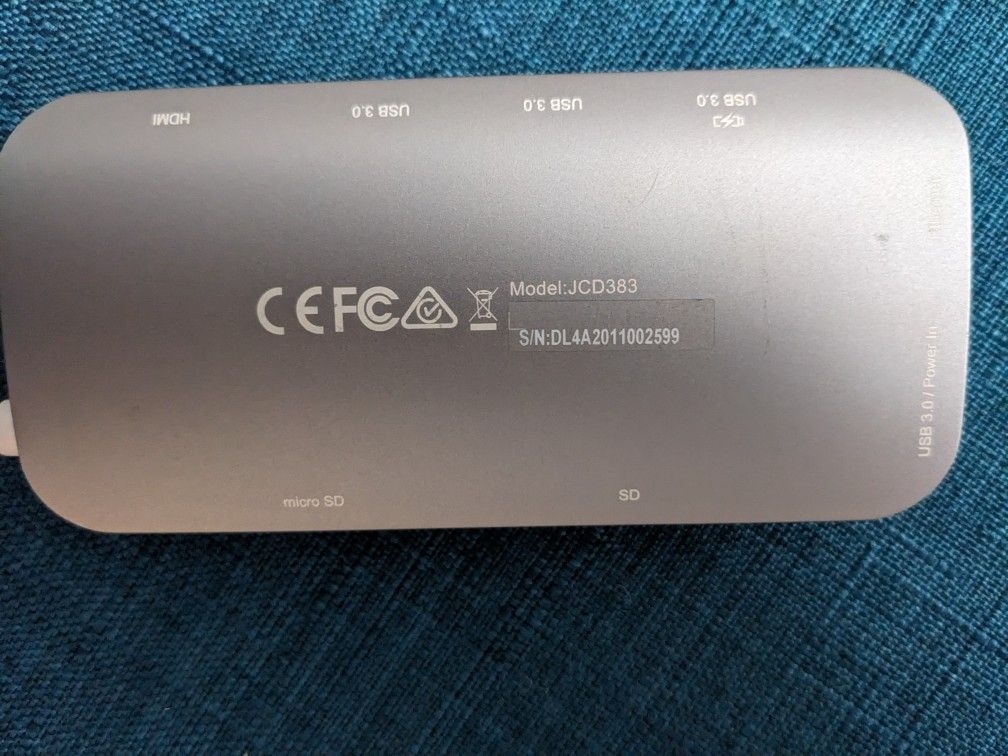 HDMI
USB 3.0
USB 3.0
USB 3.0
Model:JCD383
CE FC
S/N:DL4A2011002599
USB 3.0 / Power In
micro SD
SD